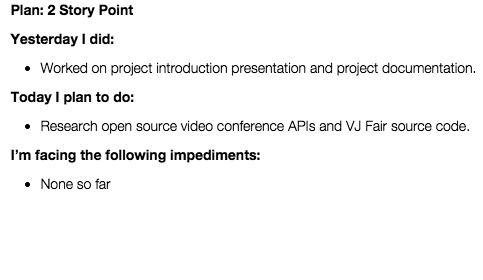 Plan: 2 Story Point
Yesterday I did:
• Worked on project introduction presentation and project documentation.
Today I plan to do:
• Research open source video conference APIs and VJ Fair source code.
I'm facing the following impediments:
• None so far